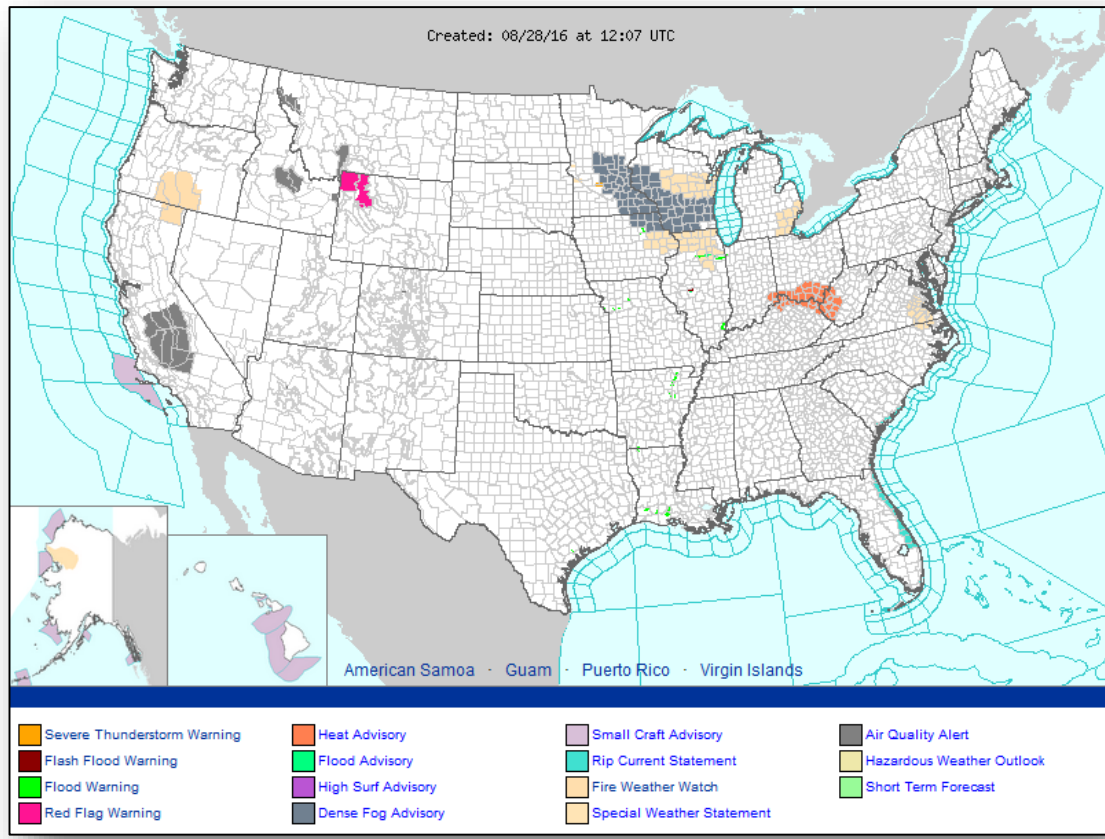 Created: 08/28/16 at 12:07 UTC
American Samoa - Guam - Puerto Rico - Virgin Islands
Severe Thunderstorm Warning
Flash Flood Warning
Flood Warning
Red Flag Warning
Heat Advisory
Flood Advisory
High Surf Advisory
Dense Fog Advisory
Small Craft Advisory
Rip Current Statement
Fire Weather Watch
Special Weather Statement
Air Quality Alert
Hazardous Weather Outlook
Short Term Forecast